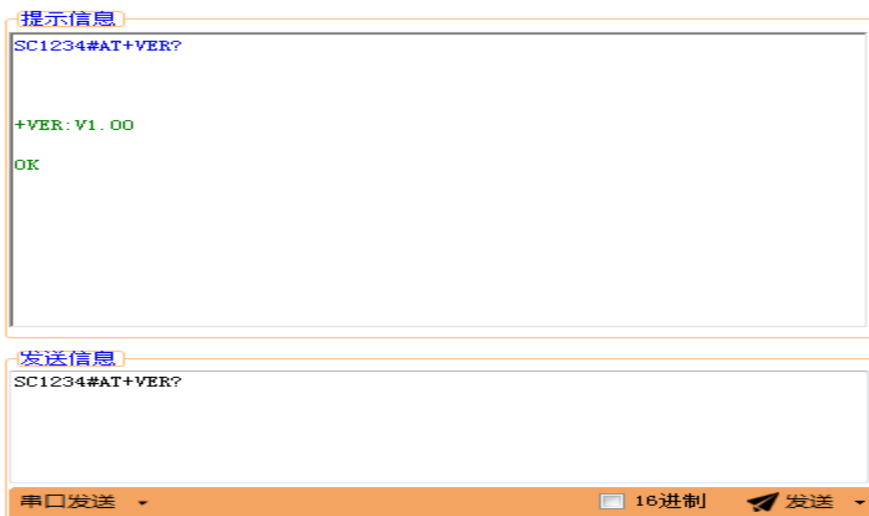 提示信息
SC1234#AT+VER?
+VER:V1.00
OK
发送信息
SC1234#AT+VER?
串口发送 16进制 发送